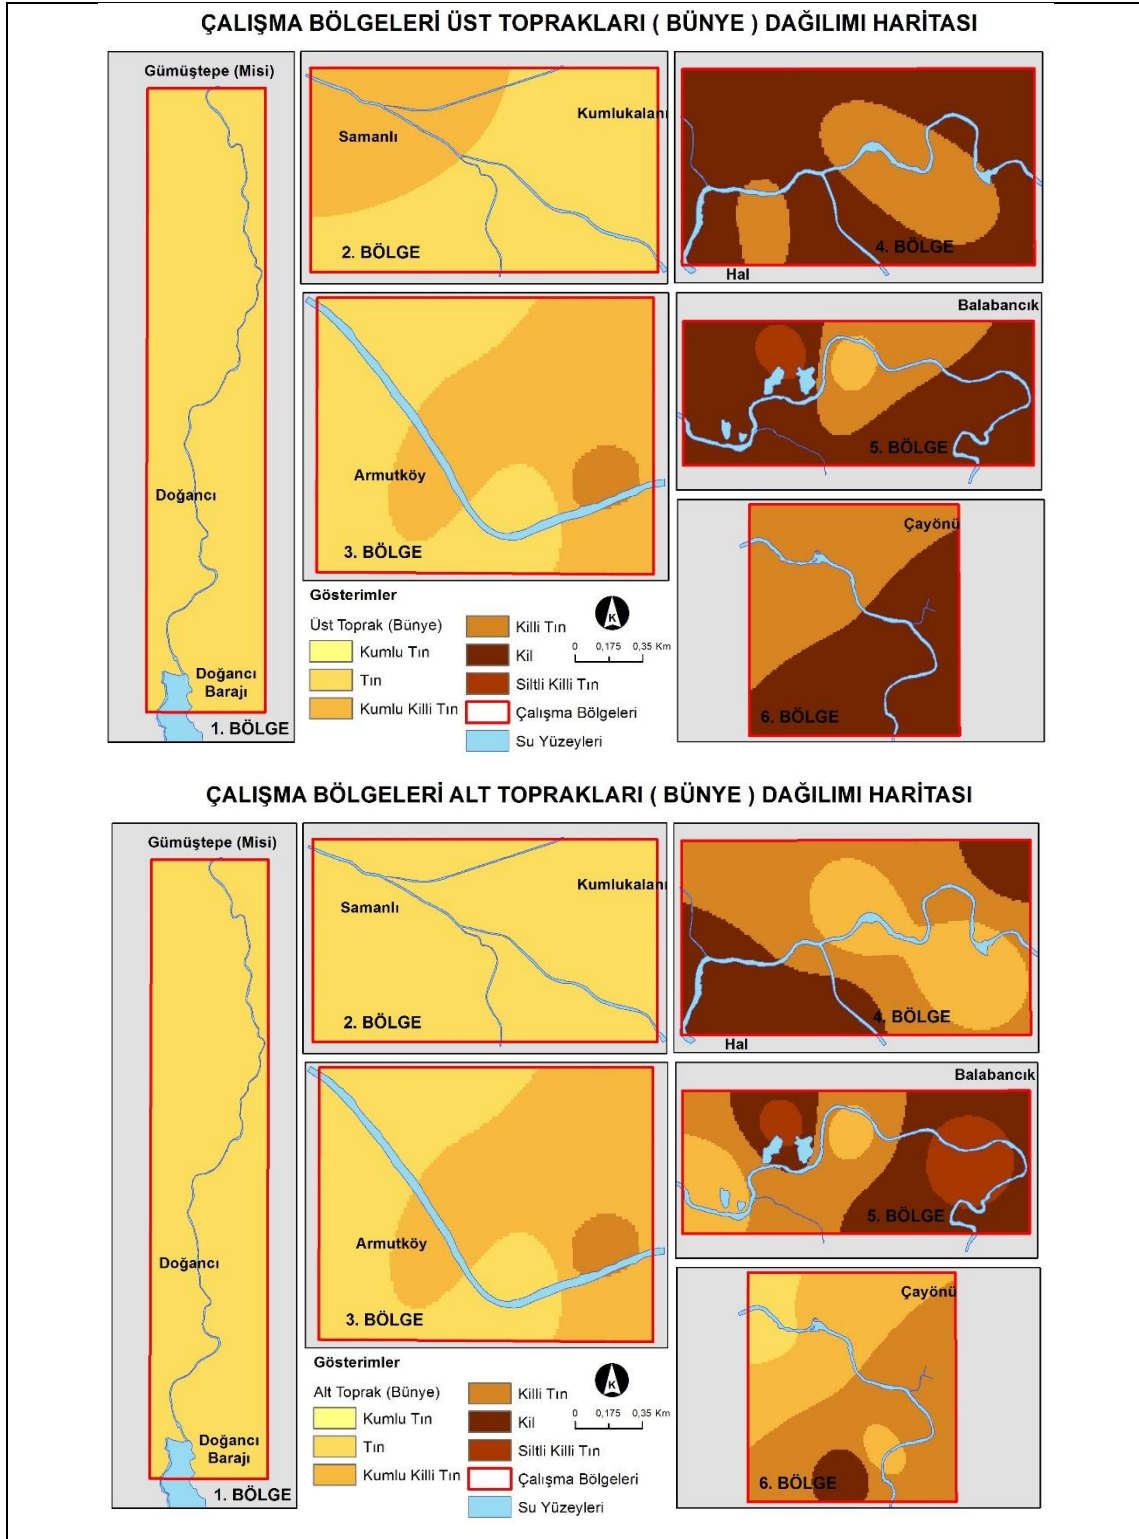 ÇALIŞMA BÖLGELERİ ÜST TOPRAKLARI ( BÜNYE ) DAĞILIMI HARİTASI
Gümüştepe (Misi)
Doğancı
Doğancı
Barajı
1. BÖLGE
Samanlı
Kumlukalanı
2. BÖLGE
Armutköy
3. BÖLGE
Hal
4. BÖLGE
Balabancık
5. BÖLGE
Çayönü
6. BÖLGE
Gösterimler
Üst Toprak (Bünye)
Kumlu Tın
Tın
Kumlu Killi Tın
Killi Tın
Kil
Siltli Killi Tın
Çalışma Bölgeleri
Su Yüzeyleri
K
0 0,175 0,35 Km
ÇALIŞMA BÖLGELERİ ALT TOPRAKLARI ( BÜNYE ) DAĞILIMI HARİTASI
Gümüştepe (Misi)
Doğancı
Doğancı
Barajı
1. BÖLGE
Samanlı
Kumlukalanı
2. BÖLGE
Armutköy
3. BÖLGE
Hal
4. BÖLGE
Balabancık
5. BÖLGE
Çayönü
6. BÖLGE
Gösterimler
Alt Toprak (Bünye)
Kumlu Tın
Tın
Kumlu Killi Tın
Killi Tın
Kil
Siltli Killi Tın
Çalışma Bölgeleri
Su Yüzeyleri
K
0 0,175 0,35 Km